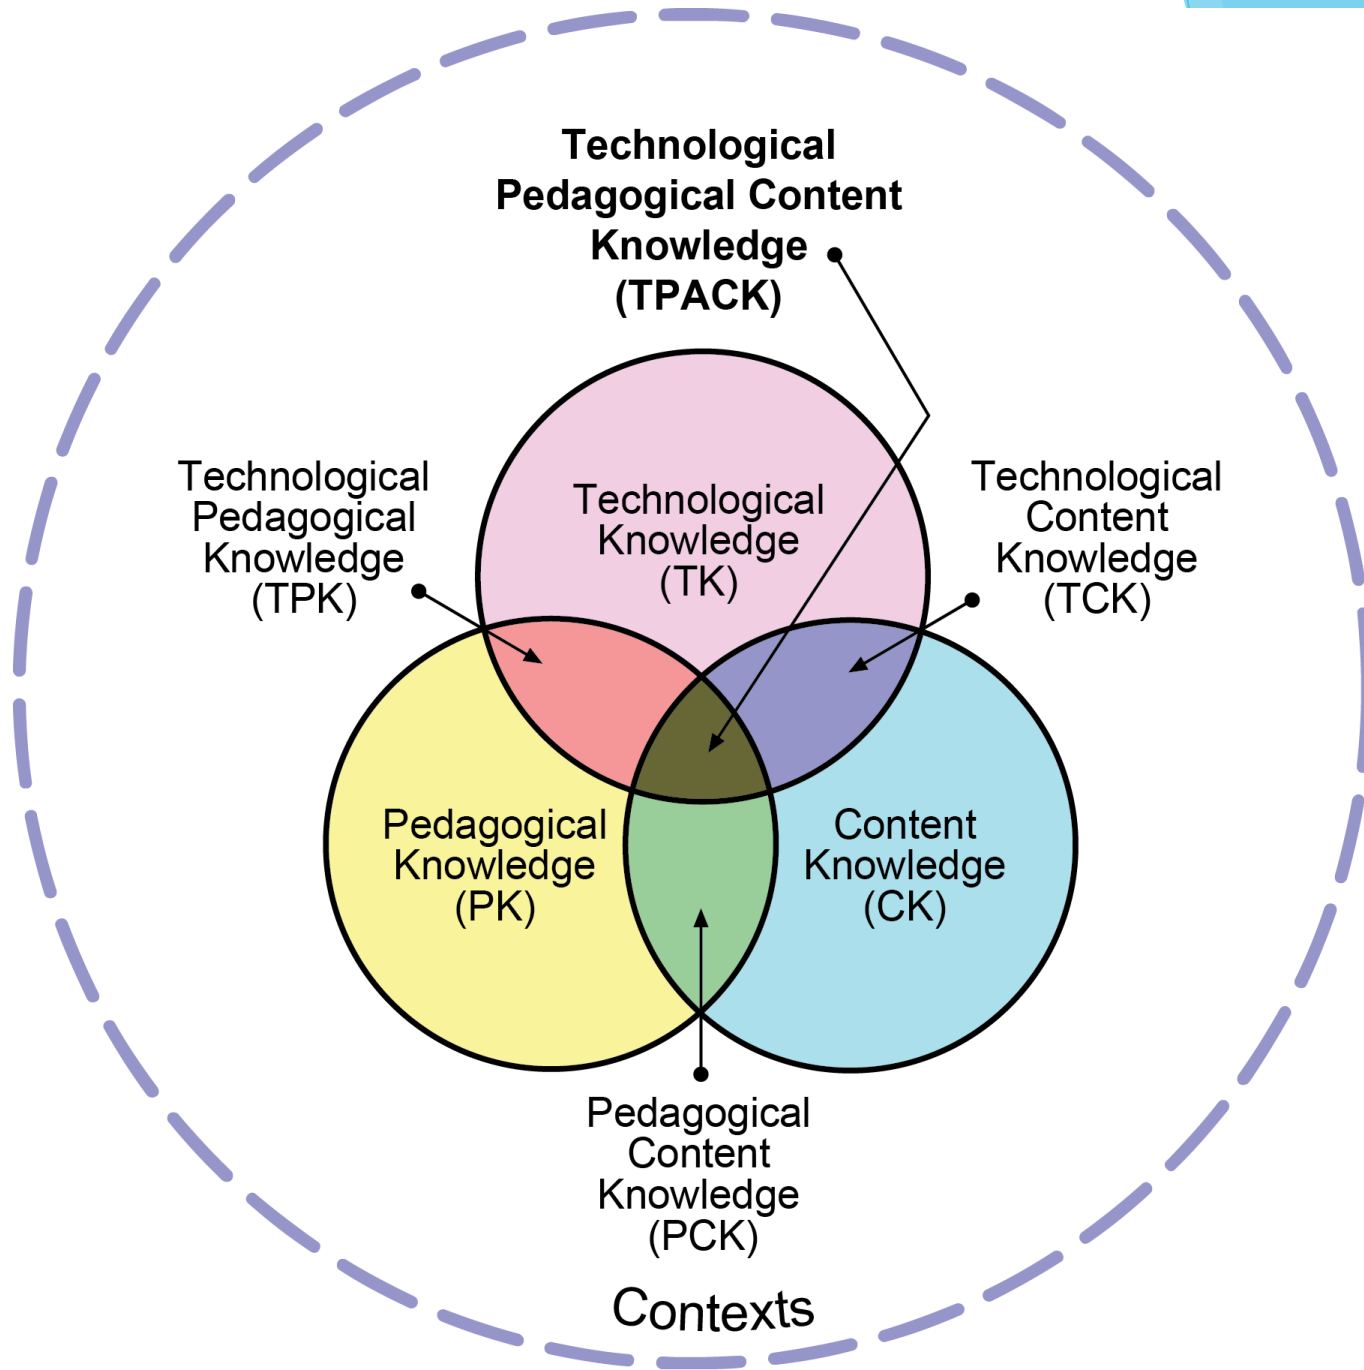 Technological
Pedagogical Content
Knowledge
(TPACK)
Technological
Pedagogical
Knowledge
(TPK)
Technological
Knowledge
(TK)
Technological
Content
Knowledge
(TCK)
Pedagogical
Knowledge
(PK)
Content
Knowledge
(CK)
Pedagogical
Content
Knowledge
(PCK)
Contexts